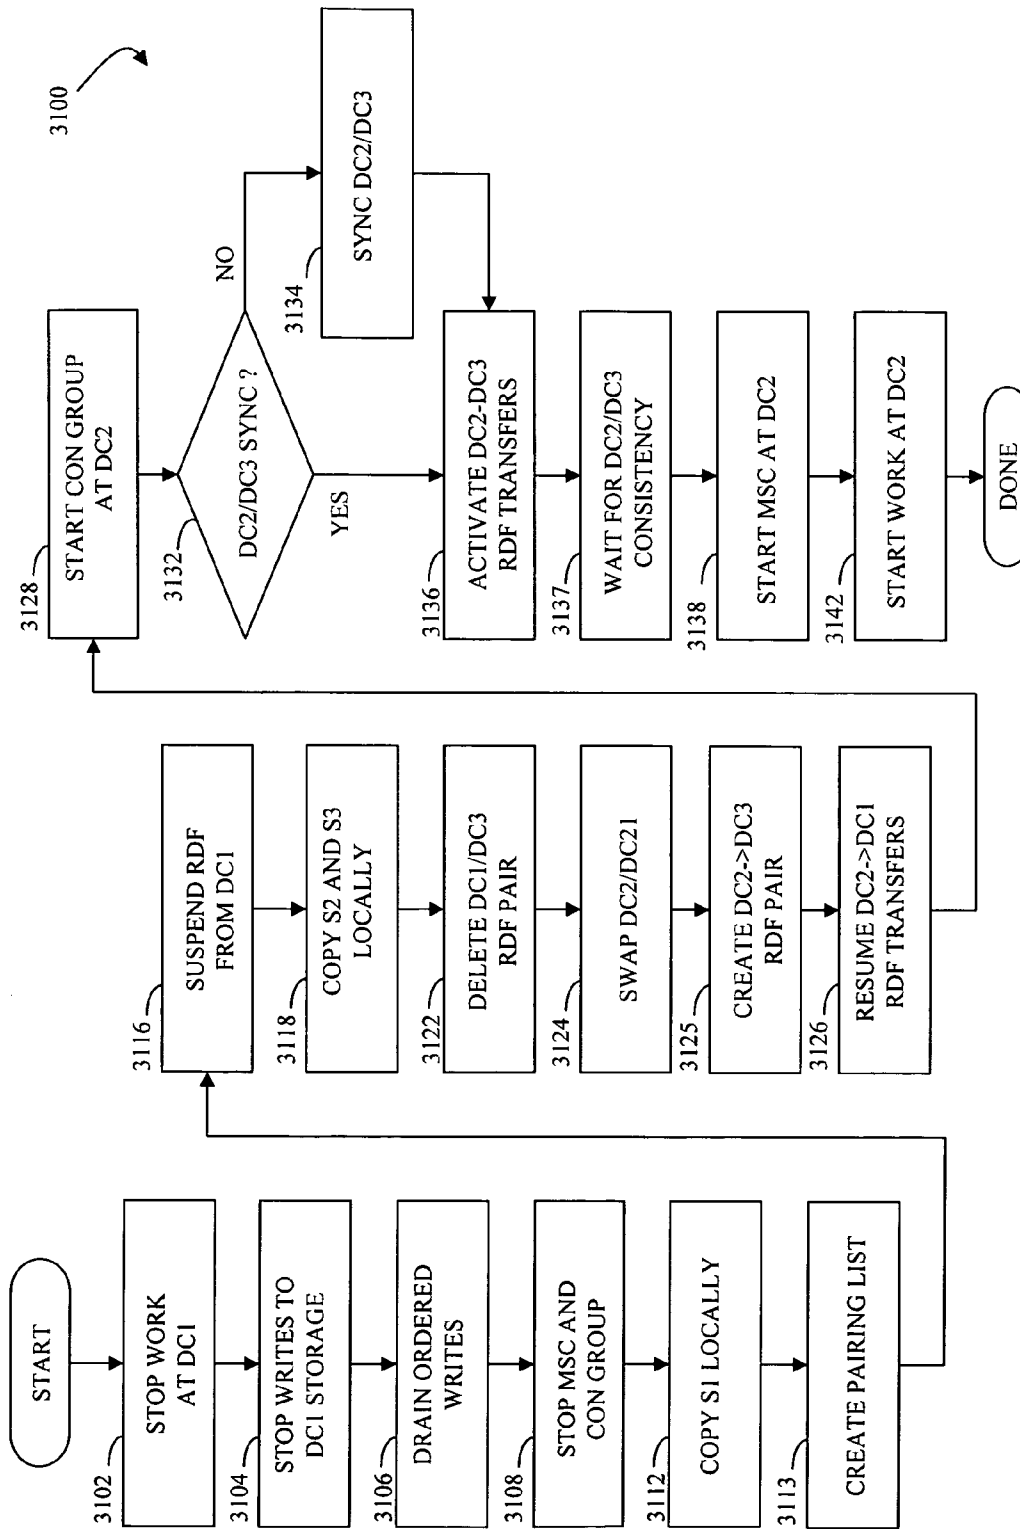 3100
START
3102
STOP WORK
AT DC1
3104
STOP WRITES TO
DC1 STORAGE
3106
DRAIN ORDERED
WRITES
3108
STOP MSC AND
CON GROUP
3112
COPY S1 LOCALLY
3113
CREATE PAIRING LIST
3116
SUSPEND RDF
FROM DC1
3118
COPY S2 AND S3
LOCALLY
3122
DELETE DC1/DC3
RDF PAIR
3124
SWAP DC2/DC21
3125
CREATE DC2->DC3
RDF PAIR
3126
RESUME DC2->DC1
RDF TRANSFERS
3128
START CON GROUP
AT DC2
3132
DC2/DC3 SYNC ?
NO
YES
3134
SYNC DC2/DC3
3136
ACTIVATE DC2-DC3
RDF TRANSFERS
3137
WAIT FOR DC2/DC3
CONSISTENCY
3138
START MSC AT DC2
3142
START WORK AT DC2
DONE